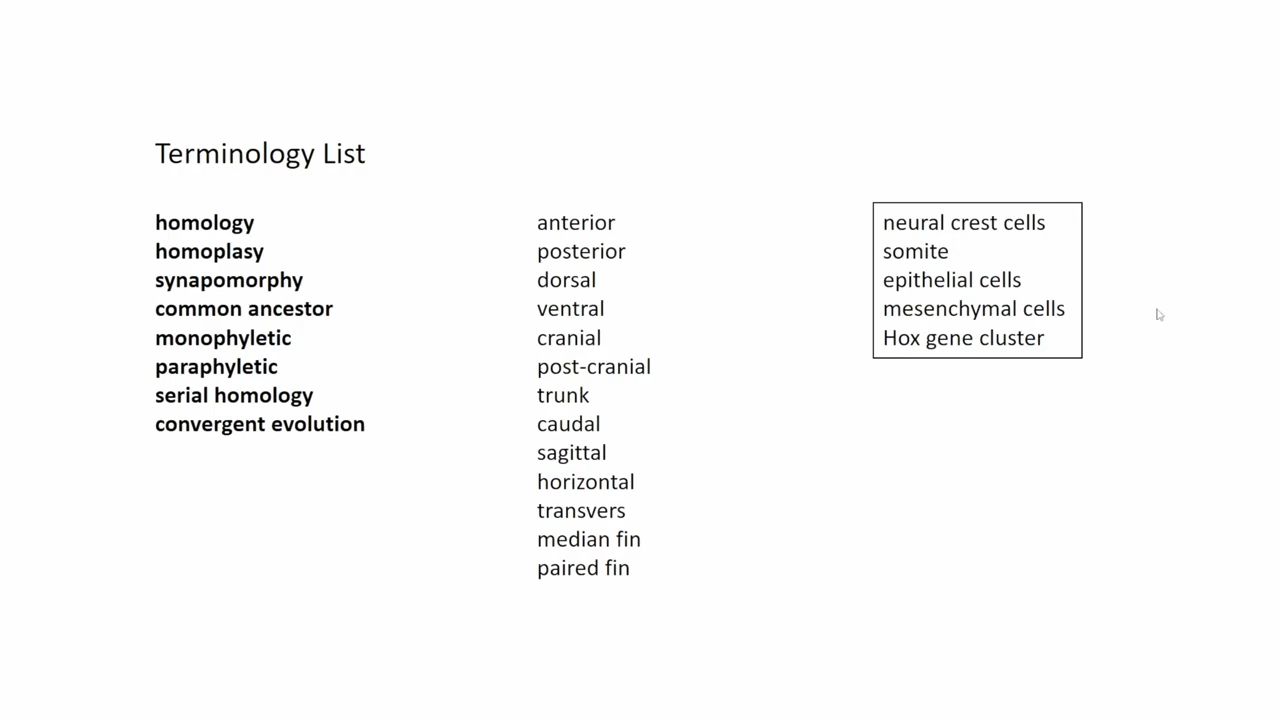 Terminology List
homology
homoplasy
synapomorphy
common ancestor
monophyletic
paraphyletic
serial homology
convergent evolution
anterior
posterior
dorsal
ventral
cranial
post-cranial
trunk
caudal
sagittal
horizontal
transvers
median fin
paired fin
neural crest cells
somite
epithelial cells
mesenchymal cells
Hox gene cluster